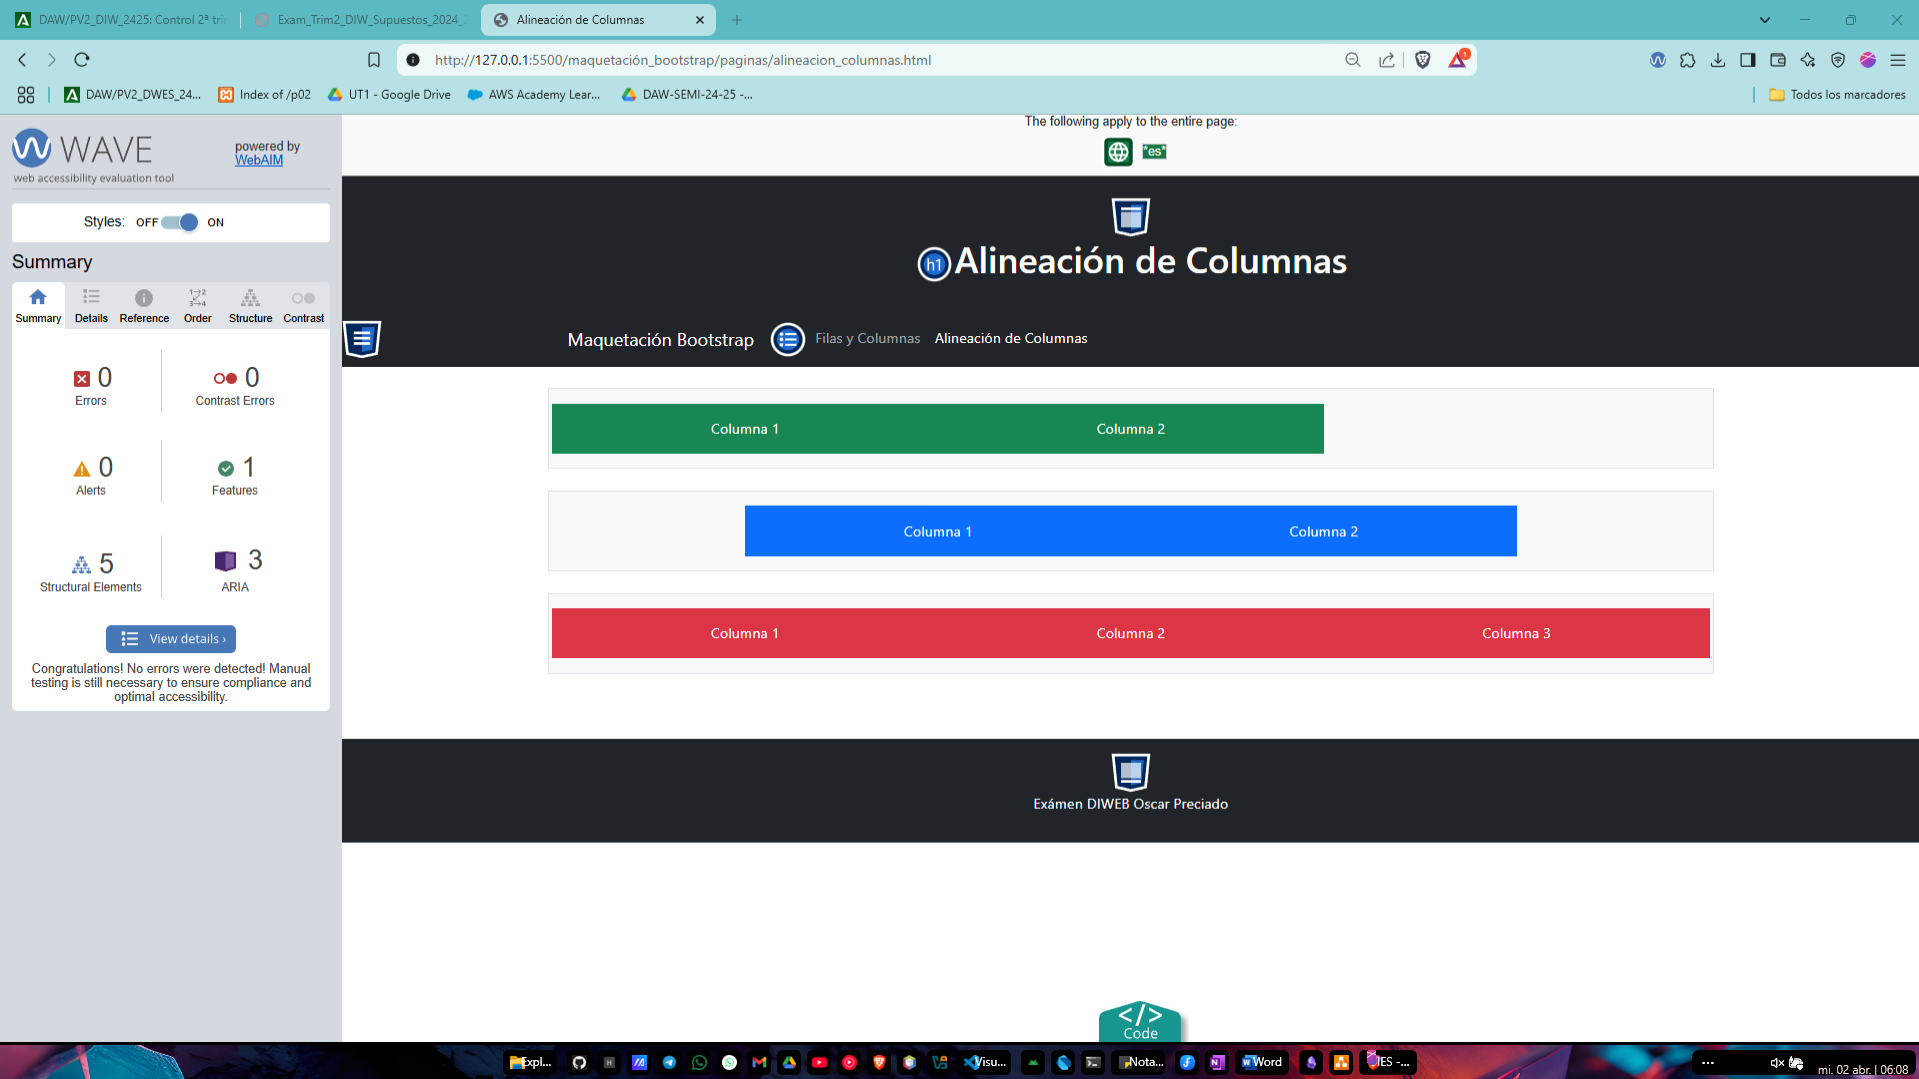 DAW/PV2_DIW_2425: Control 2ª tri
Exam_Trim2_DIW_Supuestos_2024_2
Alineación de Columnas
http://127.0.0.1:5500/maquetación_bootstrap/paginas/alineacion_columnas.html
1
DAW/PV2_DWES_24...
Index of /p02
UT1 - Google Drive
AWS Academy Lear...
DAW-SEMI-24-25 -...
Todos los marcadores
WAVE
web accessibility evaluation tool
powered by
WebAIM
The following apply to the entire page:
*es*
Styles: OFF ON
Summary
Summary Details Reference Order Structure Contrast
0
Errors
0
Contrast Errors
0
Alerts
1
Features
5
Structural Elements
3
ARIA
View details ›
Congratulations! No errors were detected! Manual
testing is still necessary to ensure compliance and
optimal accessibility.
h1 Alineación de Columnas
Maquetación Bootstrap
Filas y Columnas
Alineación de Columnas
Columna 1 Columna 2
Columna 1 Columna 2
Columna 1 Columna 2 Columna 3
Exámen DIWEB Oscar Preciado
</>
Code
Expl...
Visu...
Nota...
Word
IES -...
mi. 02 abr. | 06:08